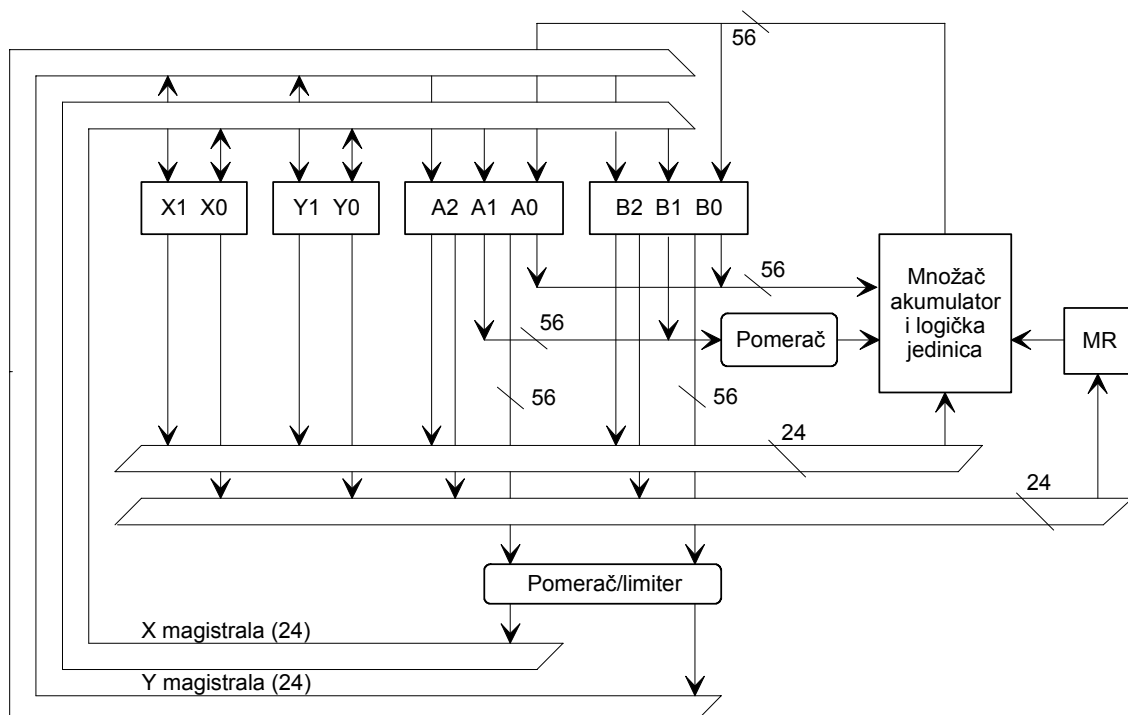 56
X1 X0
Y1 Y0
A2 A1 A0
B2 B1 B0
56
Množač
akumulator
i logička
jedinica
56
Pomerač
MR
56
56
24
24
Pomerač/limiter
X magistrala (24)
Y magistrala (24)